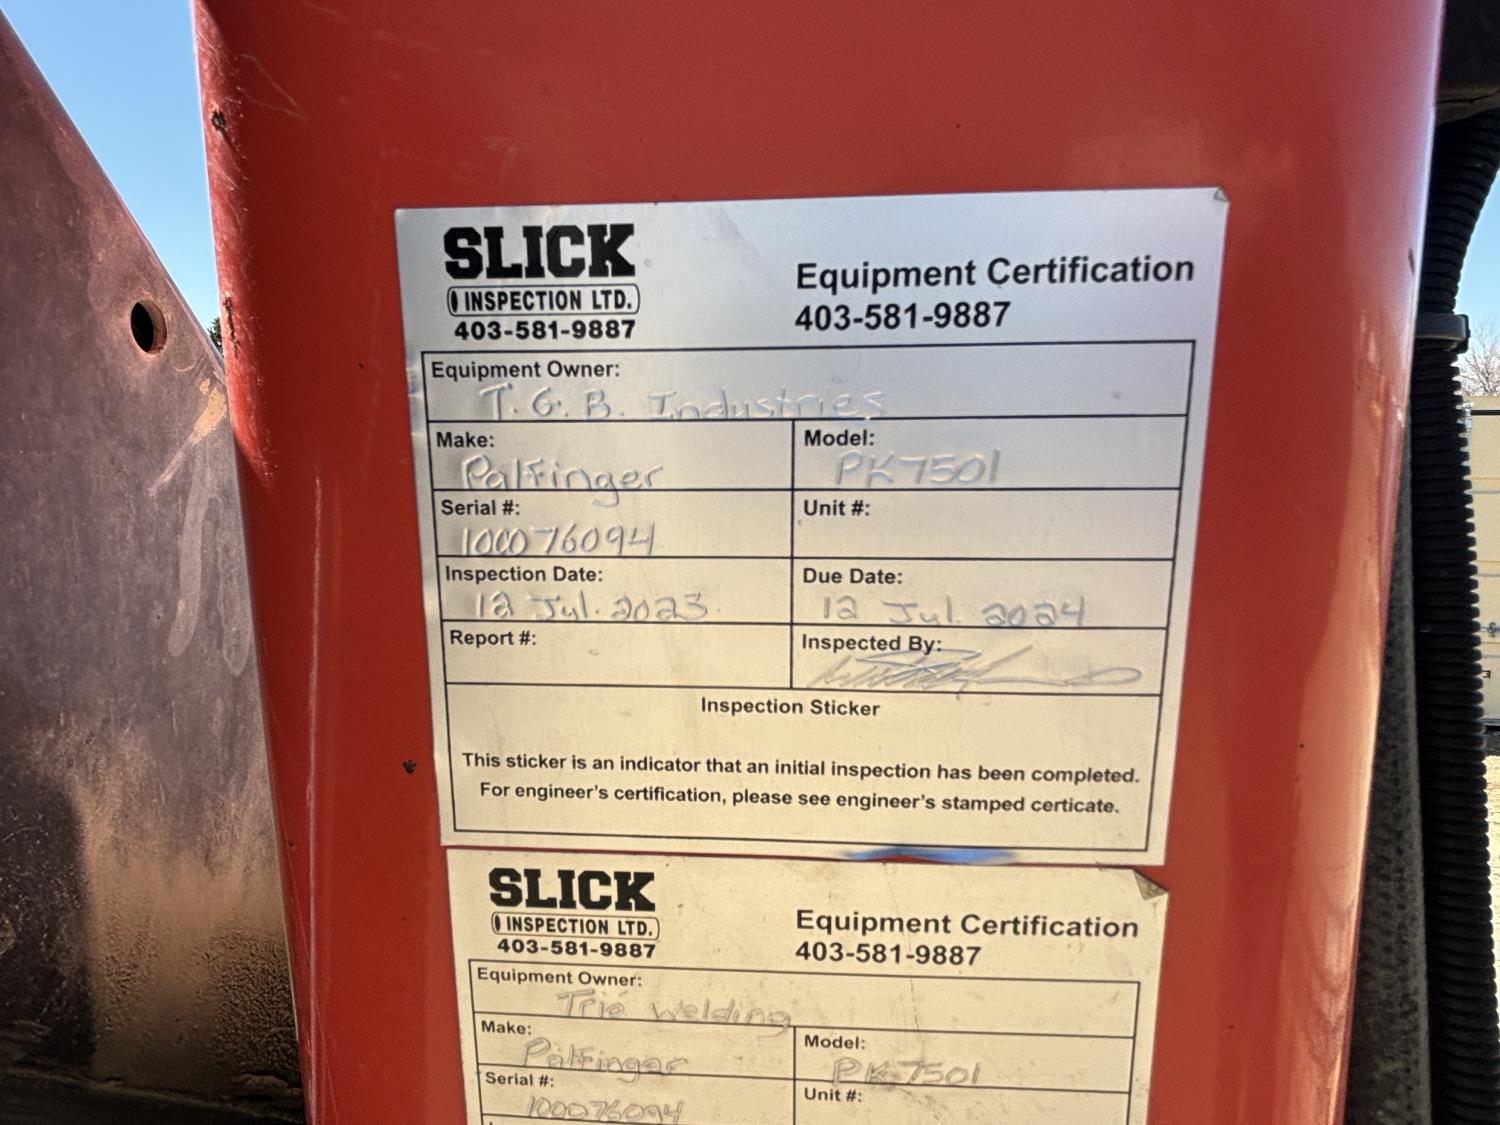 SLICK
INSPECTION LTD.
403-581-9887
Equipment Certification
403-581-9887
Equipment Owner:
T.G.B. Industries
Make:
Palfinger
Model:
PK7501
Serial #:
100076094
Unit #:
Inspection Date:
12 Jul. 2023.
Due Date:
12 Jul. 2024
Report #:
Inspected By:
Inspection Sticker
This sticker is an indicator that an initial inspection has been completed.
For engineer's certification, please see engineer's stamped certicate.
SLICK
INSPECTION LTD.
403-581-9887
Equipment Certification
403-581-9887
Equipment Owner:
Trio Welding
Make:
Palfinger
Model:
PK7501
Serial #:
100076094
Unit #: